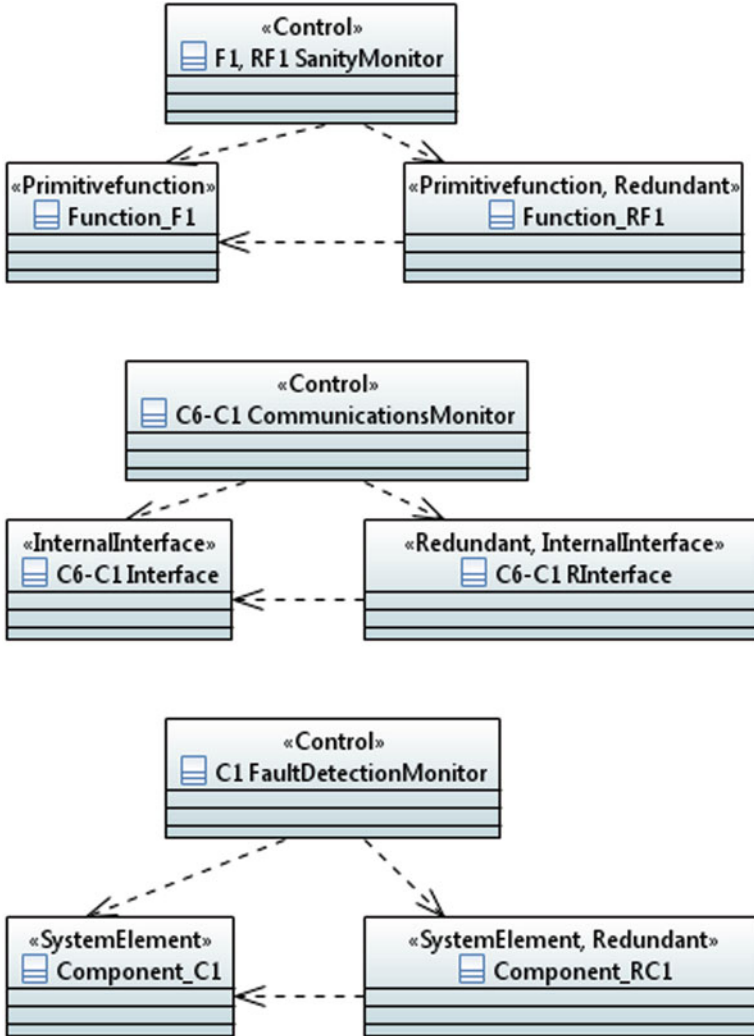 «Control»
F1, RF1 SanityMonitor
«Primitivefunction»
Function_F1
«Primitivefunction, Redundant»
Function_RF1
«Control»
C6-C1 CommunicationsMonitor
«InternalInterface»
C6-C1 Interface
«Redundant, InternalInterface»
C6-C1 RInterface
«Control»
C1 FaultDetectionMonitor
«SystemElement»
Component_C1
«SystemElement, Redundant»
Component_RC1